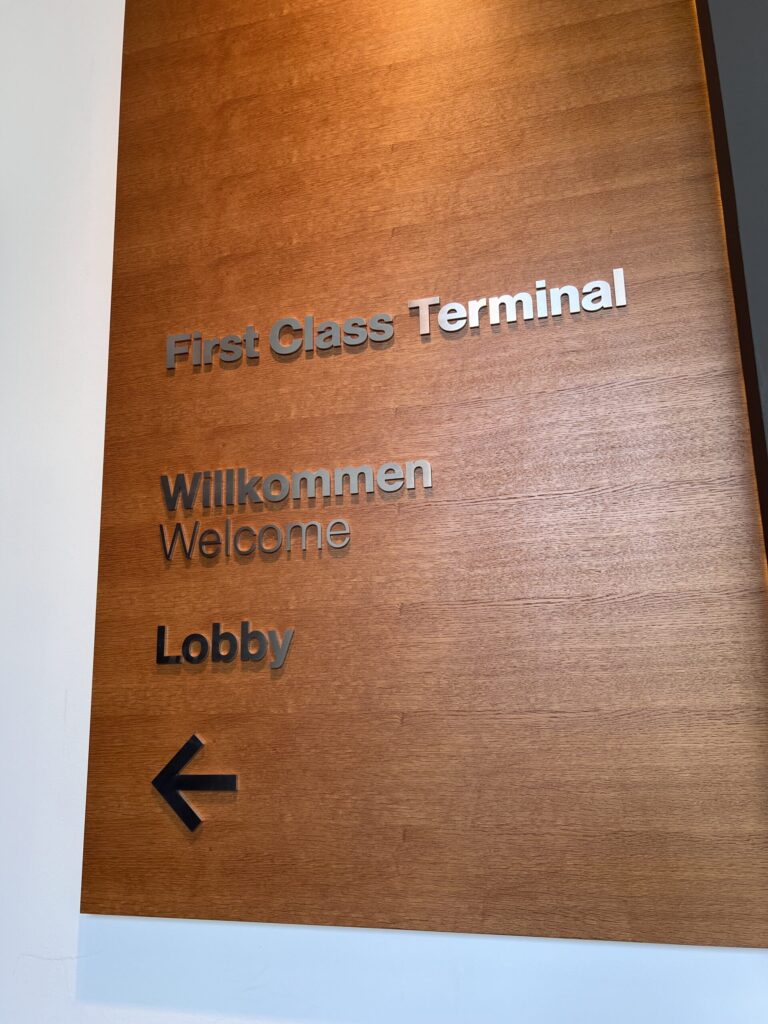 First Class Terminal
Willkommen
Welcome
Lobby